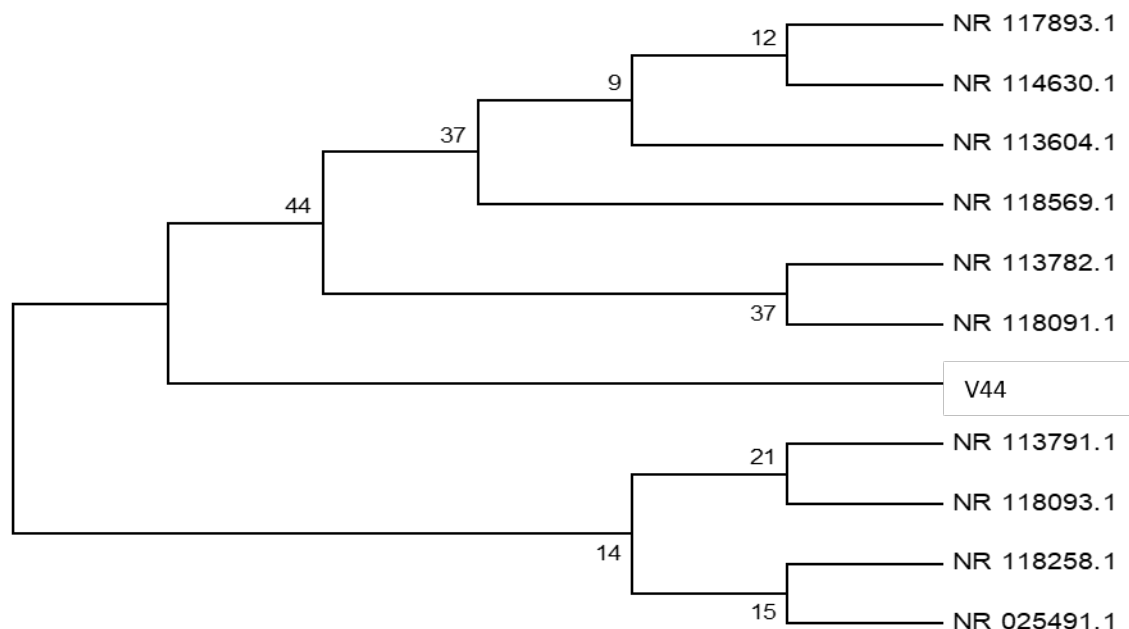 NR 117893.1
12
NR 114630.1
9
37
NR 113604.1
44
NR 118569.1
NR 113782.1
37
NR 118091.1
V44
NR 113791.1
21
NR 118093.1
14
NR 118258.1
15
NR 025491.1